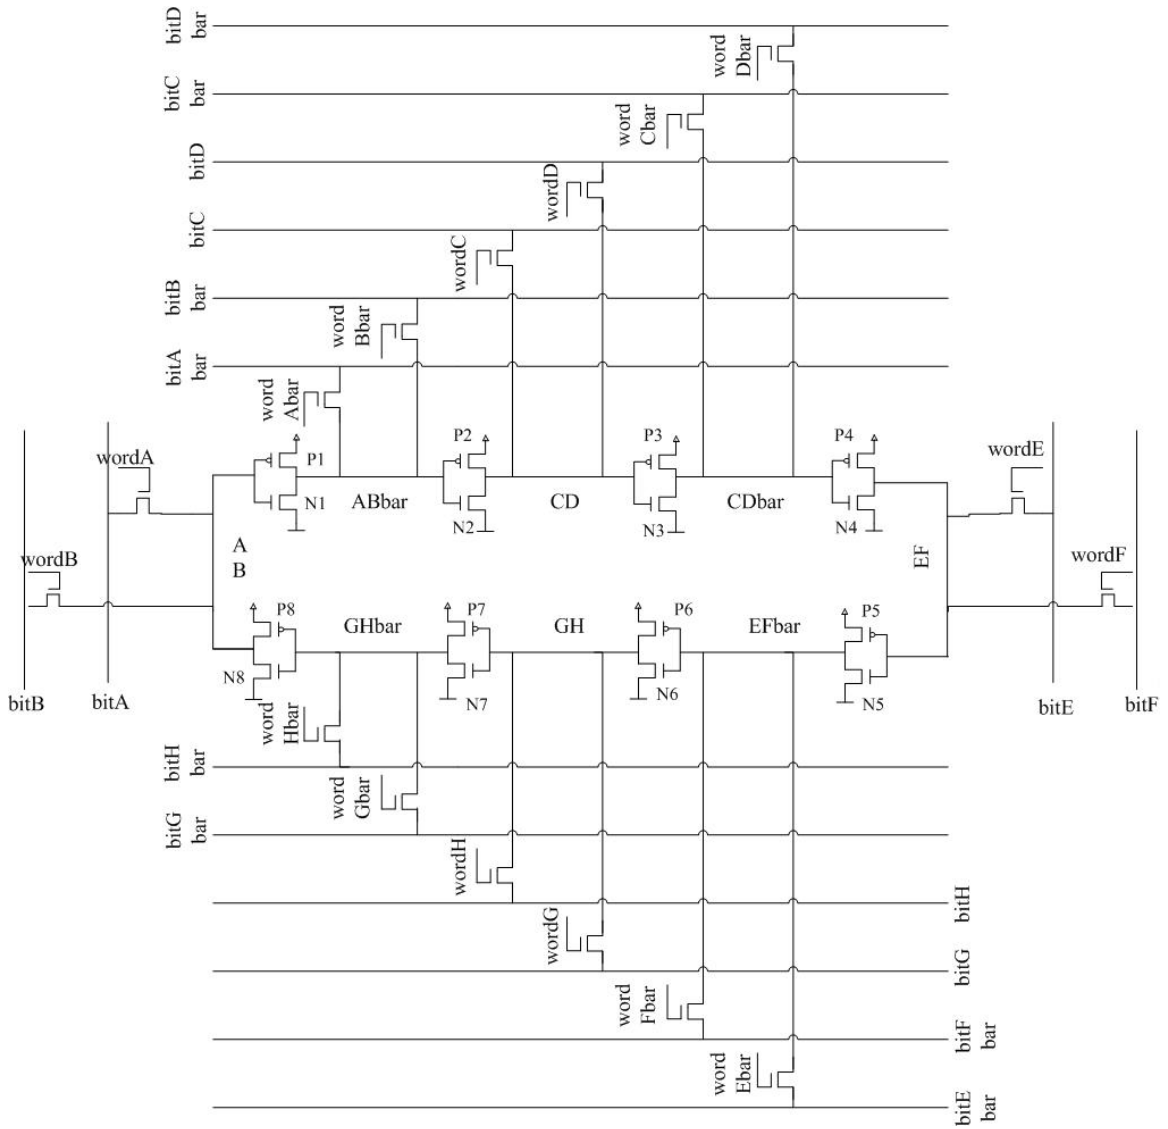 bitD
bar
word
Dbar
bitC
bar
word
Cbar
bitD
wordD
bitC
wordC
bitB
bar
word
Bbar
bitA
bar
word
Abar
wordA
P1
P2
P3
P4
wordE
N1
ABbar
N2
CD
N3
CDbar
N4
A
B
EF
wordB
wordF
P8
GHbar
P7
GH
P6
EFbar
P5
N8
N7
N6
N5
bitB
bitA
bitE
bitF
word
Hbar
bitH
bar
word
Gbar
bitG
bar
wordH
bitH
wordG
bitG
word
Fbar
bitF
bar
word
Ebar
bitE
bar